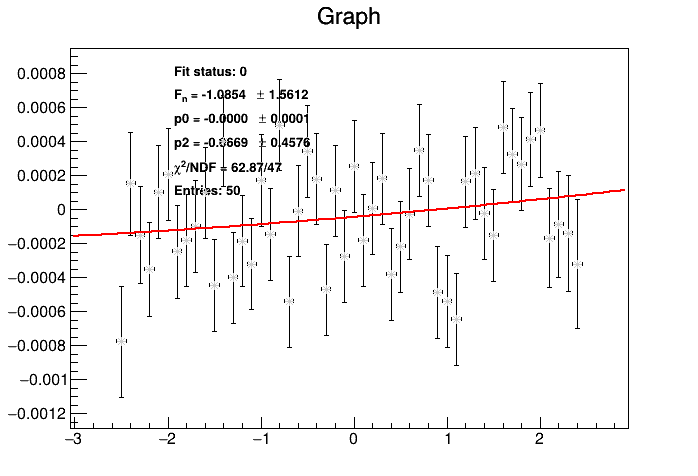 Graph
Fit status: 0
Fn = -1.0854 ± 1.5612
p0 = -0.0000 ± 0.0001
p2 = -0.8669 ± 0.4576
χ²/NDF = 62.87/47
Entries: 50
0.0008
0.0006
0.0004
0.0002
0
−0.0002
−0.0004
−0.0006
−0.0008
−0.001
−0.0012
−3 −2 −1 0 1 2